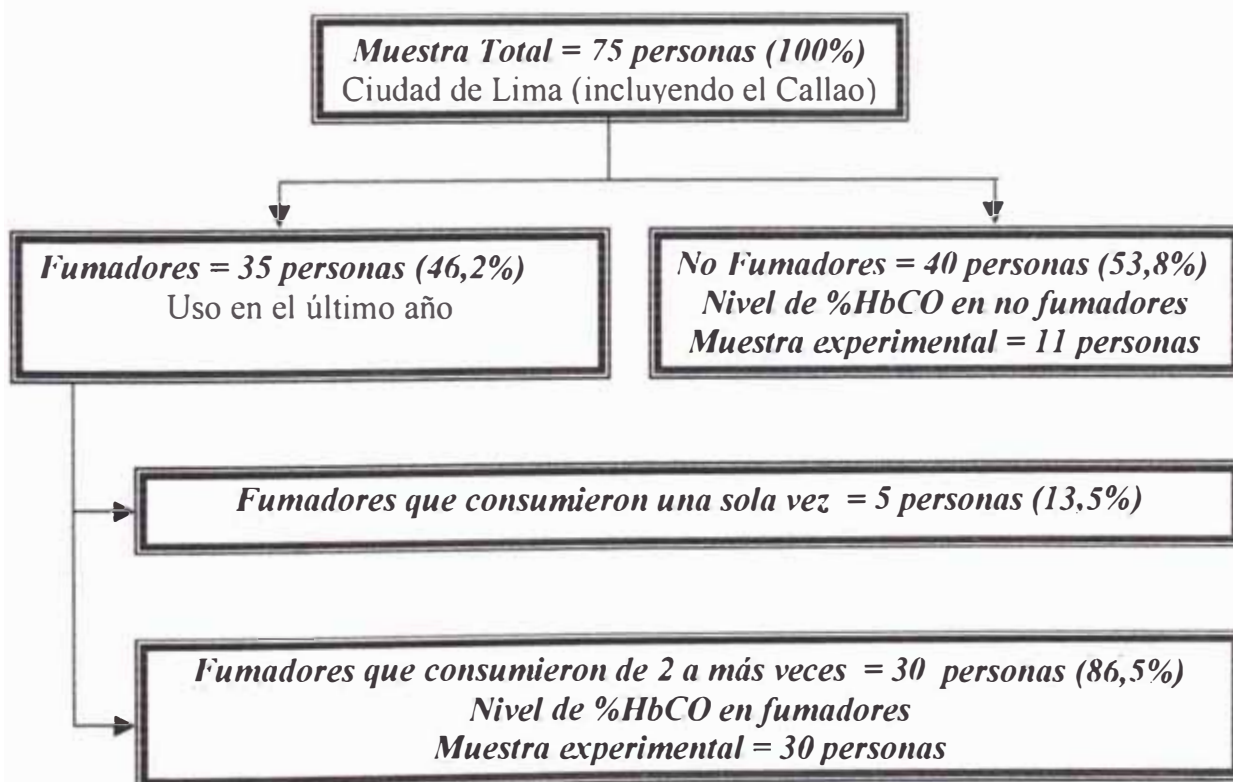 Muestra Total = 75 personas (100%)
Ciudad de Lima (incluyendo el Callao)
Fumadores = 35 personas (46,2%)
Uso en el último año
No Fumadores = 40 personas (53,8%)
Nivel de %HbCO en no fumadores
Muestra experimental = 11 personas
Fumadores que consumieron una sola vez = 5 personas (13,5%)
Fumadores que consumieron de 2 a más veces = 30 personas (86,5%)
Nivel de %HbCO en fumadores
Muestra experimental = 30 personas